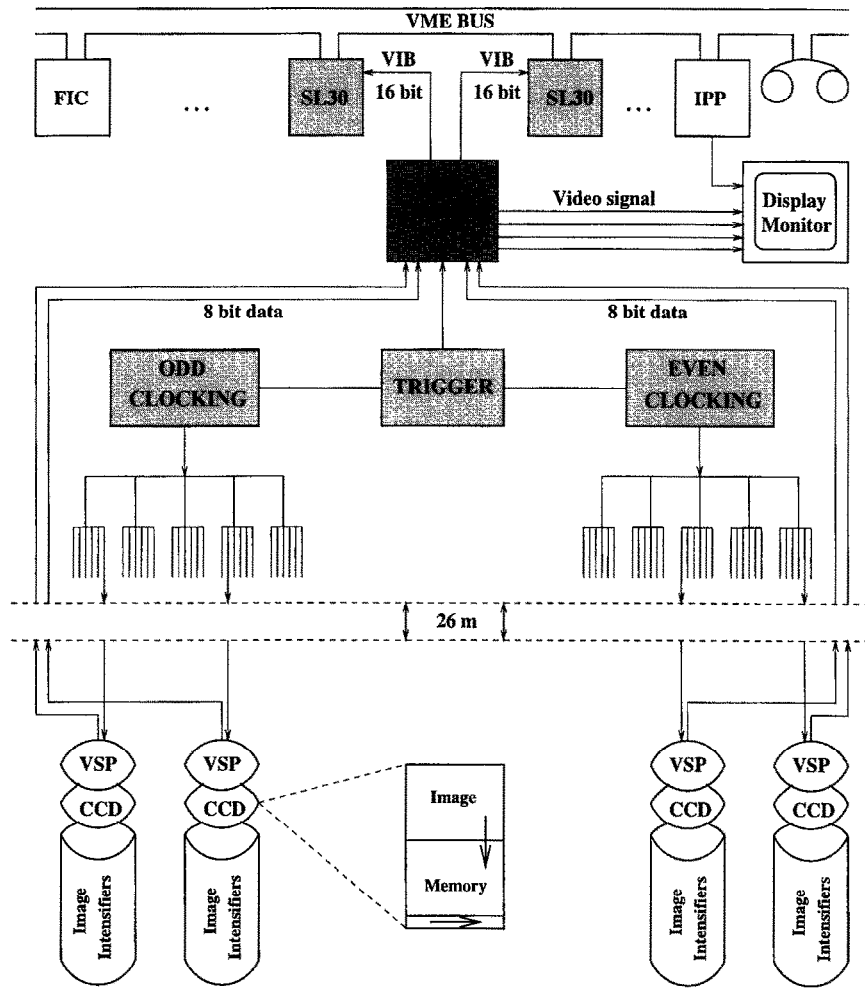 VME BUS
VIB
VIB
FIC
...
SL30
16 bit
16 bit
SL30
...
IPP
Video signal
Display
Monitor
8 bit data
8 bit data
ODD
CLOCKING
TRIGGER
EVEN
CLOCKING
26 m
VSP
VSP
VSP
VSP
CCD
CCD
CCD
CCD
Image
Memory
Image
Intensifiers
Image
Intensifiers
Image
Intensifiers
Image
Intensifiers